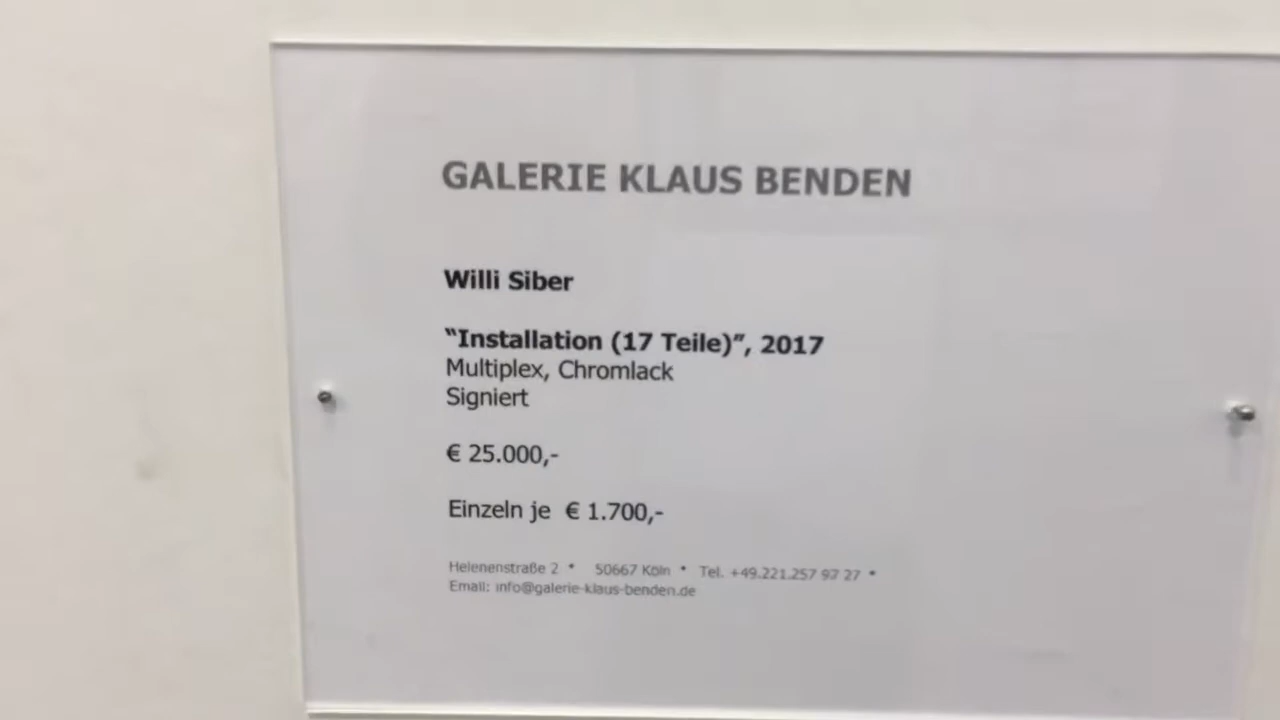 GALERIE KLAUS BENDEN
Willi Siber
“Installation (17 Teile)”, 2017
Multiplex, Chromlack
Signiert
€ 25.000,-
Einzeln je € 1.700,-
Helenenstraße 2 * 50667 Köln * Tel. +49.221.257 97 27 *
Email: info@galerie-klaus-benden.de